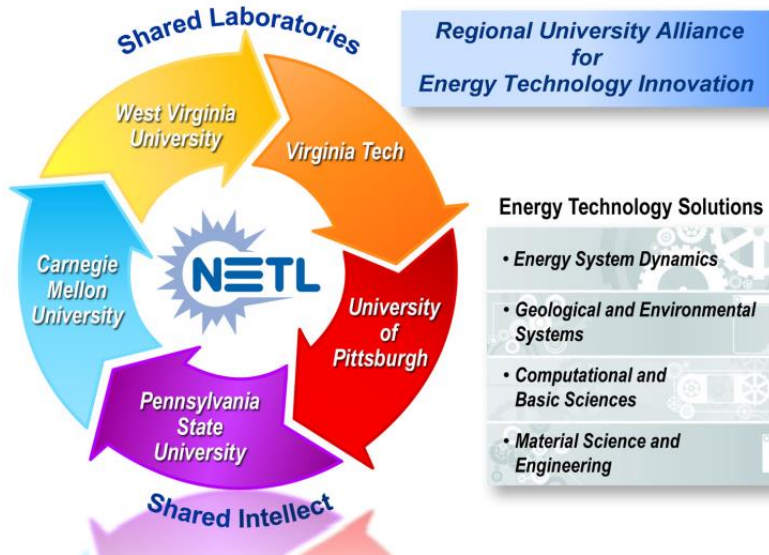 Shared Laboratories
Regional University Alliance
for
Energy Technology Innovation
West Virginia
University
Virginia Tech
Carnegie
Mellon
University
NETL
University
of
Pittsburgh
Pennsylvania
State
University
Shared Intellect
Energy Technology Solutions
• Energy System Dynamics
• Geological and Environmental
Systems
• Computational and
Basic Sciences
• Material Science and
Engineering